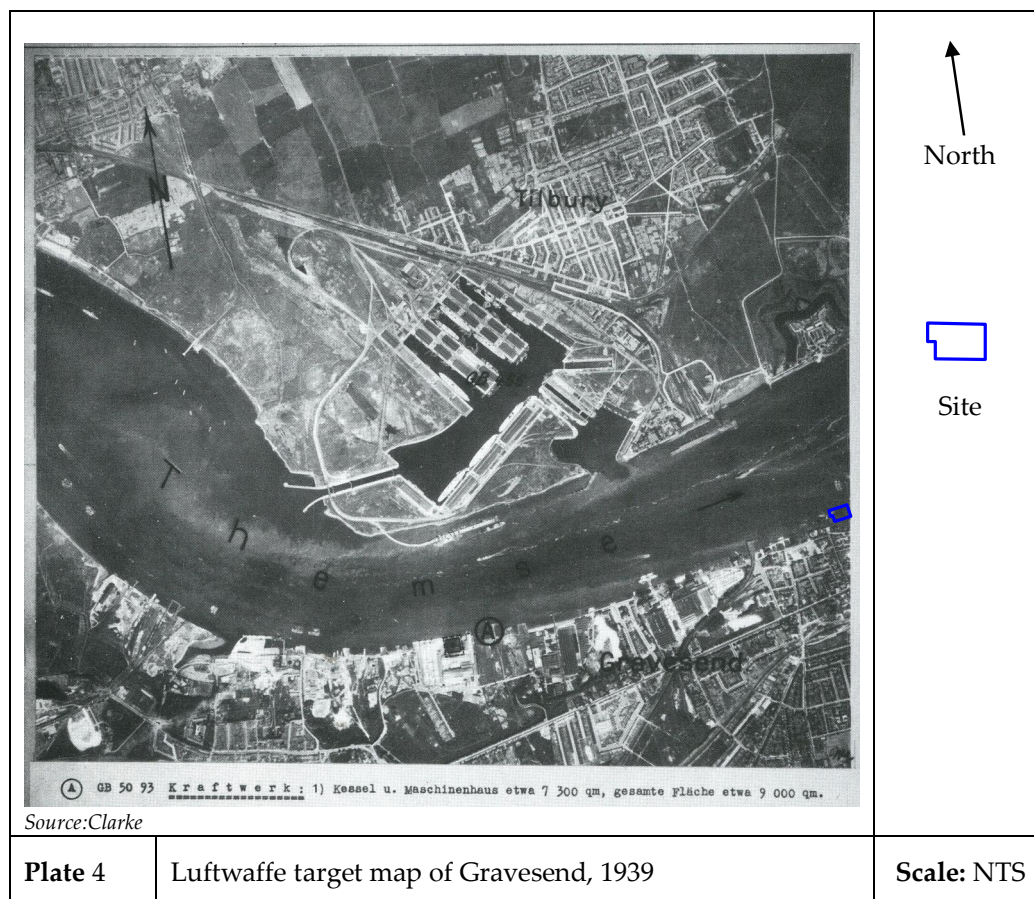 N
Tilbury
T
h
e
m
s
e
A
Gravesend
A GB 50 93 Kraftwerk: 1) Kessel u. Maschinenhaus etwa 7 300 qm, gesamte Fläche etwa 9 000 qm.
Source:Clarke
North
Site
Plate 4
Luftwaffe target map of Gravesend, 1939
Scale: NTS